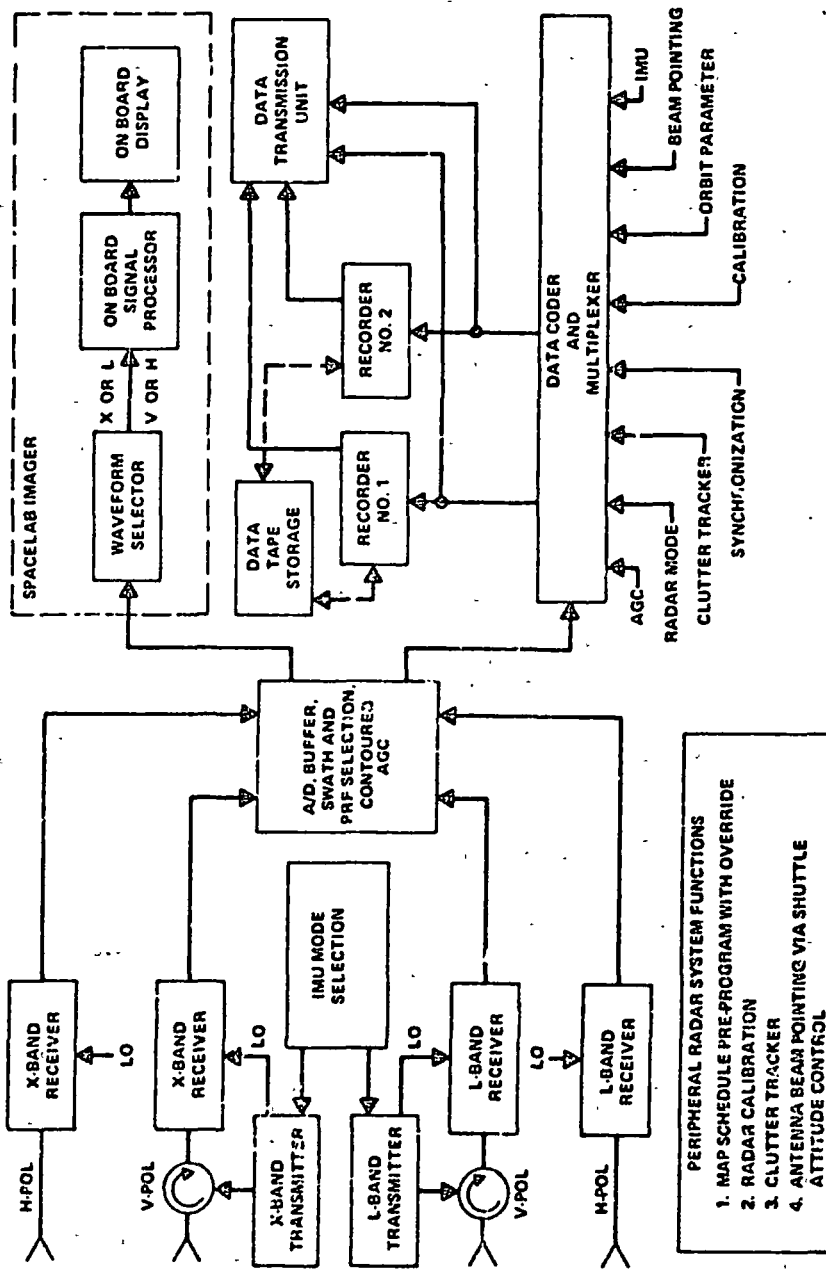 SPACELAB IMAGER
WAVEFORM
SELECTOR
X OR L
V OR H
ON BOARD
SIGNAL
PROCESSOR
ON BOARD
DISPLAY
H-POL
X-BAND
RECEIVER
LO
V-POL
X-BAND
RECEIVER
LO
X-BAND
TRANSMITTER
IMU MODE
SELECTION
L-BAND
TRANSMITTER
LO
V-POL
L-BAND
RECEIVER
H-POL
LO
L-BAND
RECEIVER
A/D, BUFFER,
SWATH AND
PRF SELECTION,
CONTOURED
AGC
DATA
TAPE
STORAGE
RECORDER
NO. 1
RECORDER
NO. 2
DATA
TRANSMISSION
UNIT
DATA CODER
AND
MULTIPLEXER
AGC
RADAR MODE
CLUTTER TRACKER
SYNCHRONIZATION
CALIBRATION
ORBIT PARAMETER
BEAM POINTING
IMU
PERIPHERAL RADAR SYSTEM FUNCTIONS
1. MAP SCHEDULE PRE-PROGRAM WITH OVERRIDE
2. RADAR CALIBRATION
3. CLUTTER TRACKER
4. ANTENNA BEAM POINTING VIA SHUTTLE
ATTITUDE CONTROL